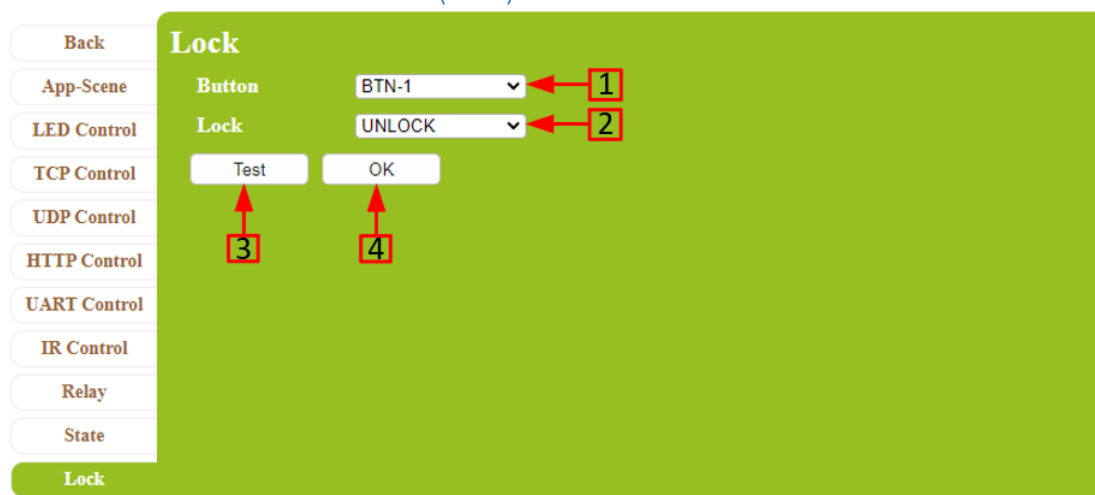 Back
App-Scene
LED Control
TCP Control
UDP Control
HTTP Control
UART Control
IR Control
Relay
State
Lock
Lock
Button BTN-1 1
Lock UNLOCK 2
Test OK
3 4